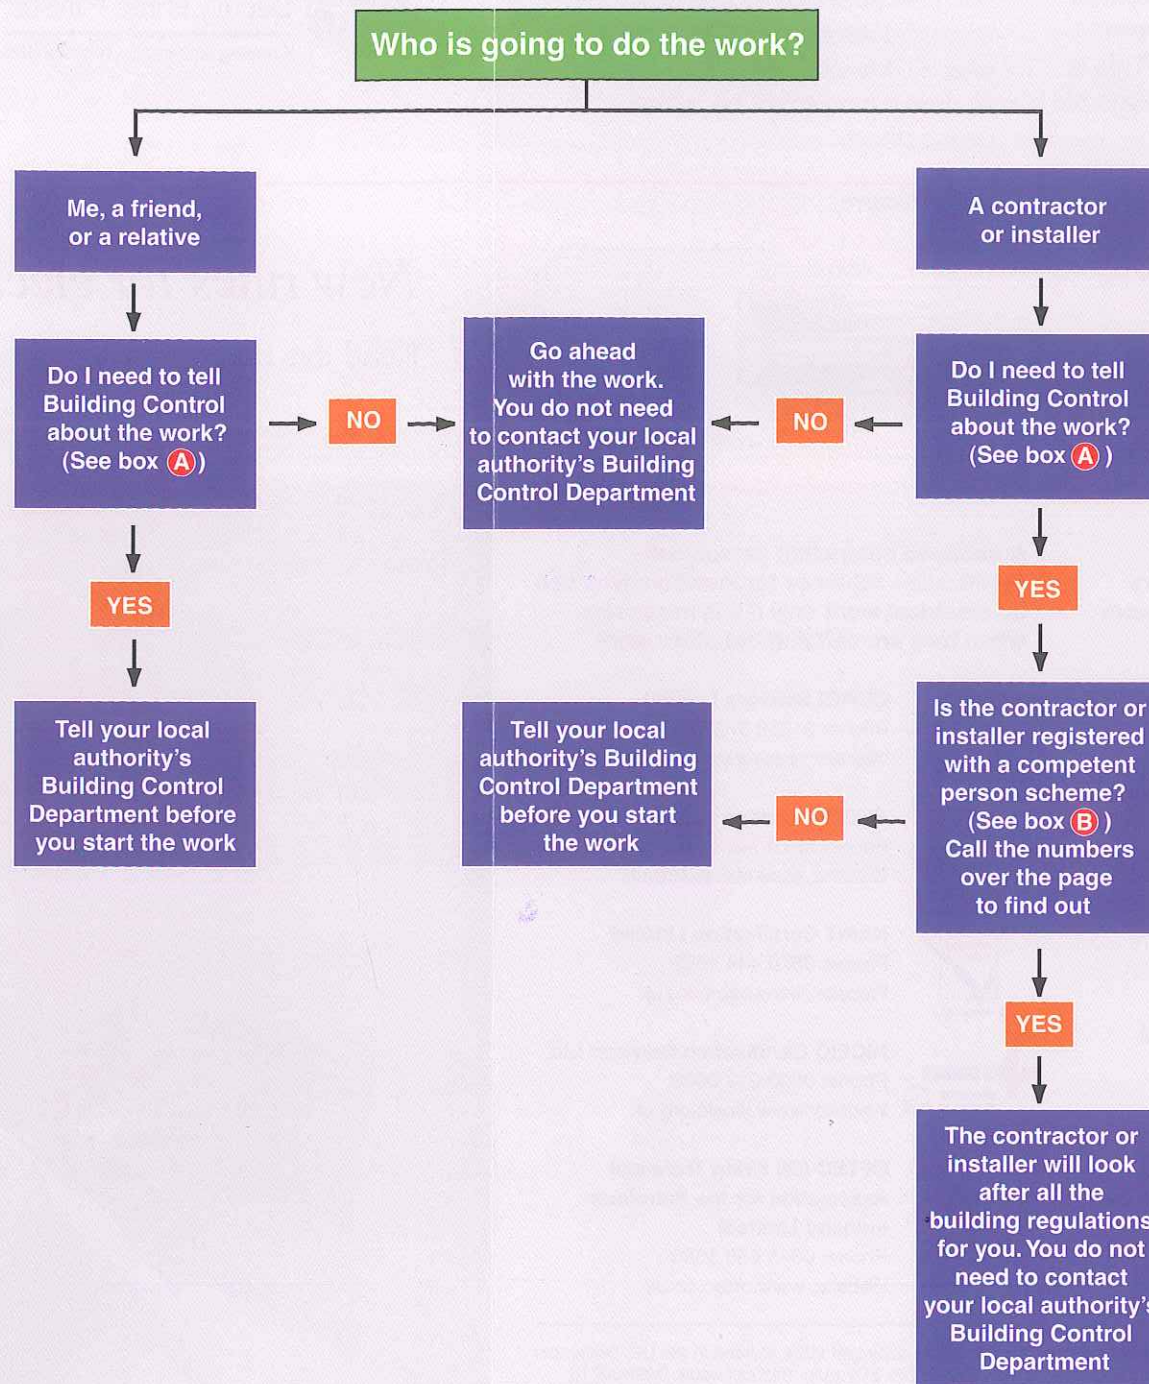 Who is going to do the work?
Me, a friend,
or a relative
A contractor
or installer
Do I need to tell
Building Control
about the work?
(See box A)
NO
Go ahead
with the work.
You do not need
to contact your local
authority's Building
Control Department
NO
Do I need to tell
Building Control
about the work?
(See box A )
YES
YES
Tell your local
authority's
Building Control
Department before
you start the work
Tell your local
authority's Building
Control Department
before you start
the work
NO
Is the contractor or
installer registered
with a competent
person scheme?
(See box B )
Call the numbers
over the page
to find out
YES
The contractor or
installer will look
after all the
building regulations
for you. You do not
need to contact
your local authority's
Building Control
Department